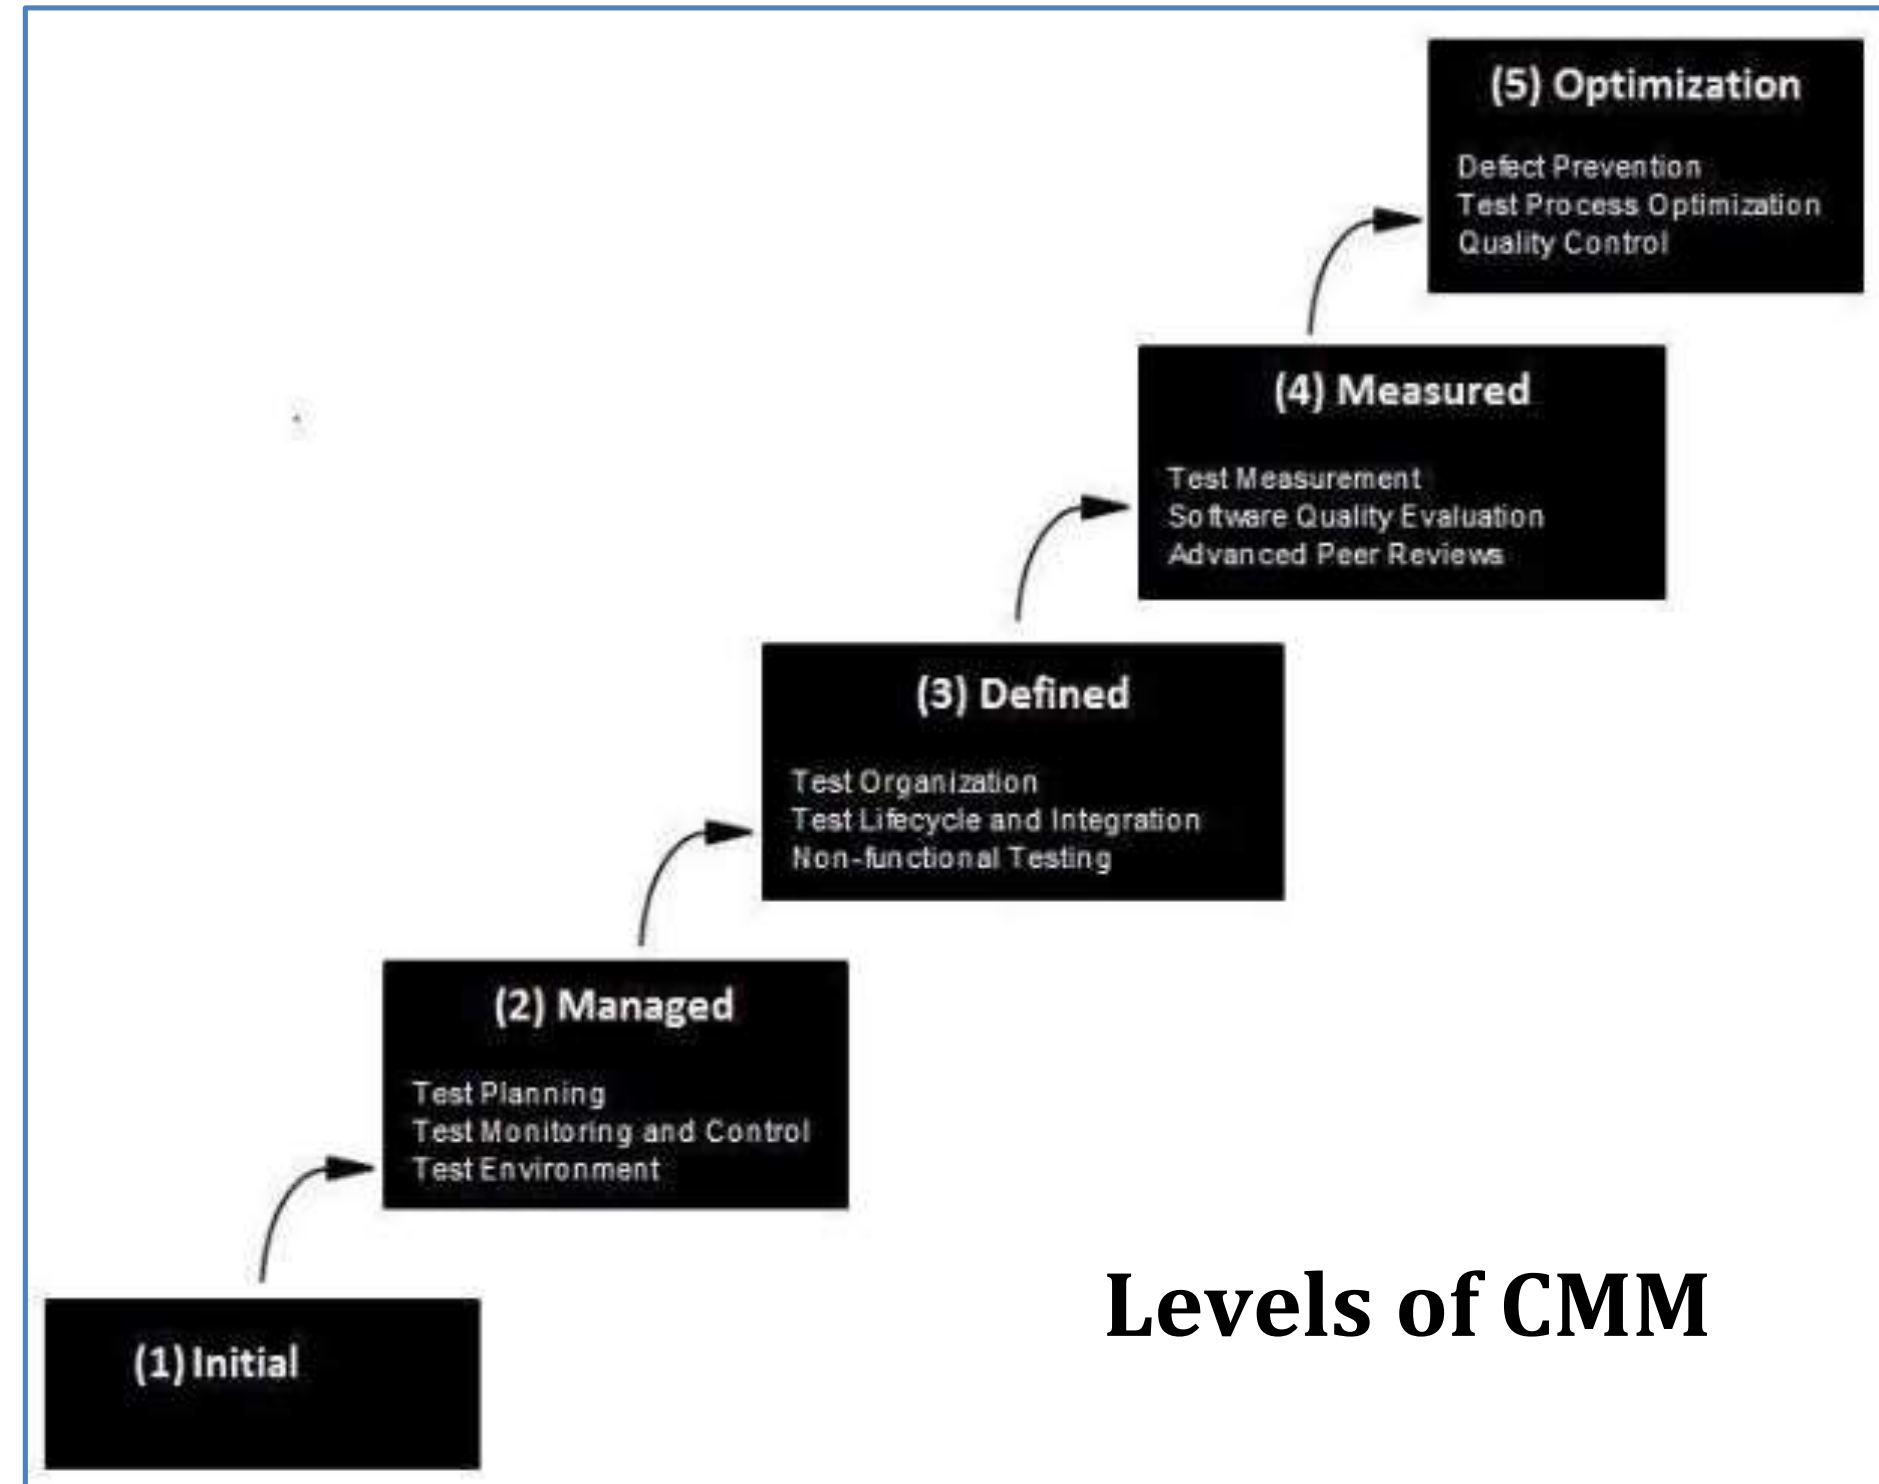 (5) Optimization
Defect Prevention
Test Process Optimization
Quality Control
(4) Measured
Test Measurement
Software Quality Evaluation
Advanced Peer Reviews
(3) Defined
Test Organization
Test Lifecycle and Integration
Non-functional Testing
(2) Managed
Test Planning
Test Monitoring and Control
Test Environment
(1) Initial
Levels of CMM